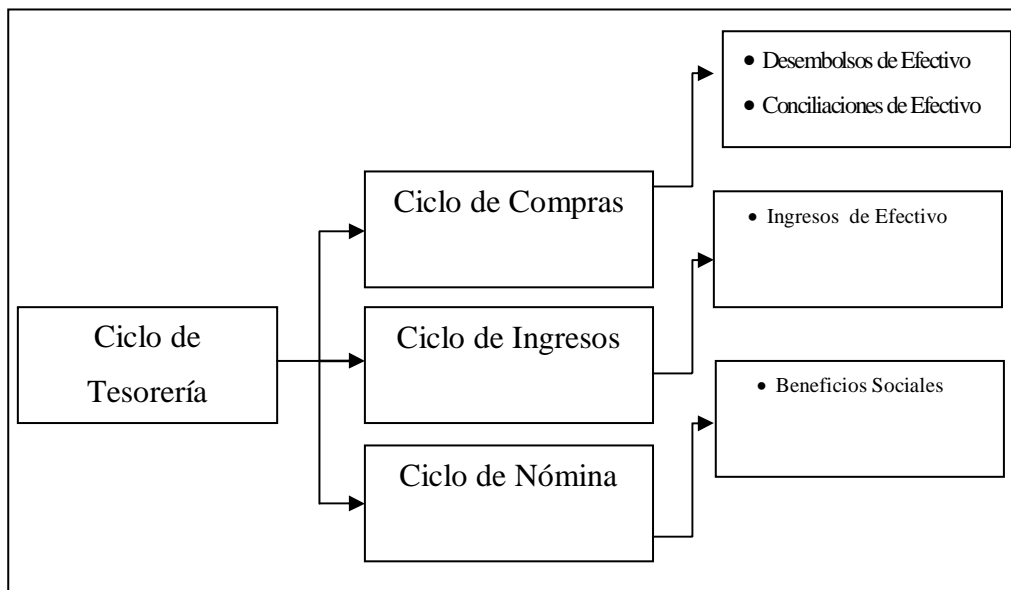 Ciclo de
Tesorería
Ciclo de Compras
• Desembolsos de Efectivo
• Conciliaciones de Efectivo
Ciclo de Ingresos
• Ingresos de Efectivo
Ciclo de Nómina
• Beneficios Sociales